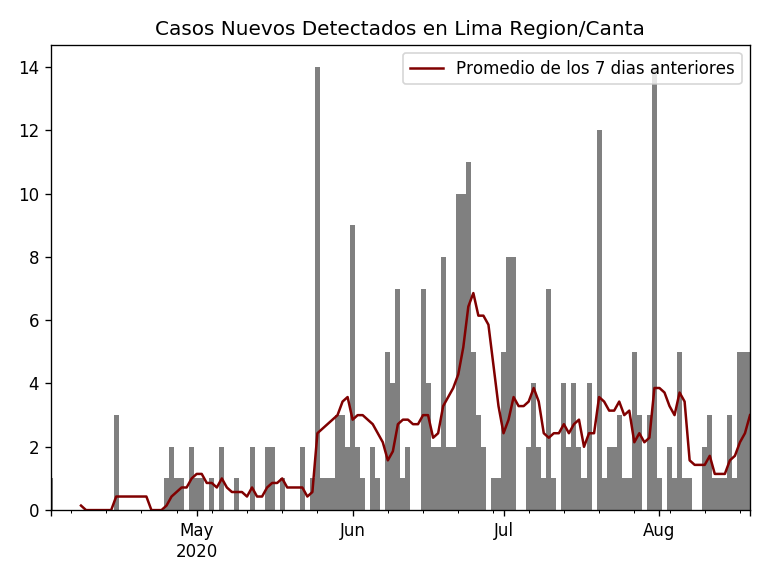 Casos Nuevos Detectados en Lima Region/Canta
Promedio de los 7 dias anteriores
14
12
10
8
6
4
2
0
May
2020
Jun
Jul
Aug